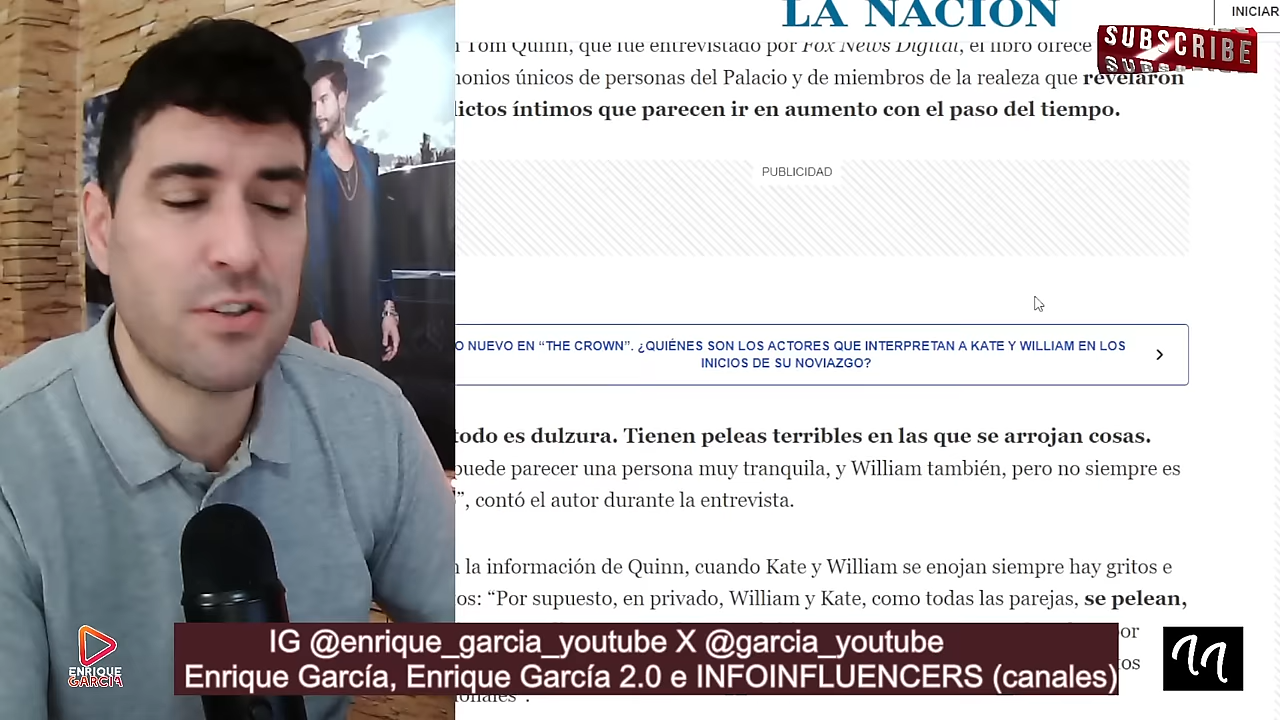 LA NACION
INICIAR
SUBSCRIBE
Tom Quinn, que fue entrevistado por Fox News Digital, el libro ofrece
monios únicos de personas del Palacio y de miembros de la realeza que revelaron
lictos íntimos que parecen ir en aumento con el paso del tiempo.
PUBLICIDAD
O NUEVO EN “THE CROWN”. ¿QUIÉNES SON LOS ACTORES QUE INTERPRETAN A KATE Y WILLIAM EN LOS
INICIOS DE SU NOVIAZGO?
todo es dulzura. Tienen peleas terribles en las que se arrojan cosas.
puede parecer una persona muy tranquila, y William también, pero no siempre es
”, contó el autor durante la entrevista.
la información de Quinn, cuando Kate y William se enojan siempre hay gritos e
os: “Por supuesto, en privado, William y Kate, como todas las parejas, se pelean,
or
IG @enrique_garcia_youtube X @garcia_youtube
Enrique García, Enrique García 2.0 e INFOINFLUENCERS (canales)
tos
ENRIQUE
GARCÍA